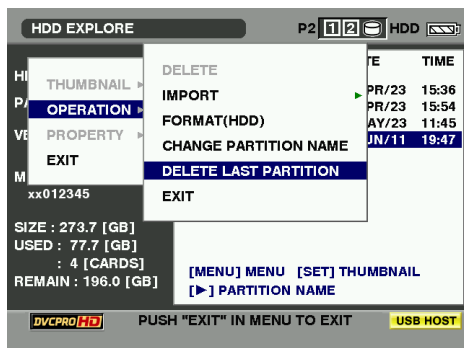 HDD EXPLORE
P2 1 2 HDD
TE TIME
THUMBNAIL
OPERATION
PROPERTY
EXIT
DELETE
IMPORT
FORMAT(HDD)
CHANGE PARTITION NAME
DELETE LAST PARTITION
EXIT
PR/23 15:36
PR/23 15:54
AY/23 11:45
UN/11 19:47
HI
PA
VE
M
xx012345
SIZE : 273.7 [GB]
USED : 77.7 [GB]
: 4 [CARDS]
REMAIN : 196.0 [GB]
[MENU] MENU [SET] THUMBNAIL
[▶] PARTITION NAME
DVCPRO HD PUSH "EXIT" IN MENU TO EXIT USB HOST